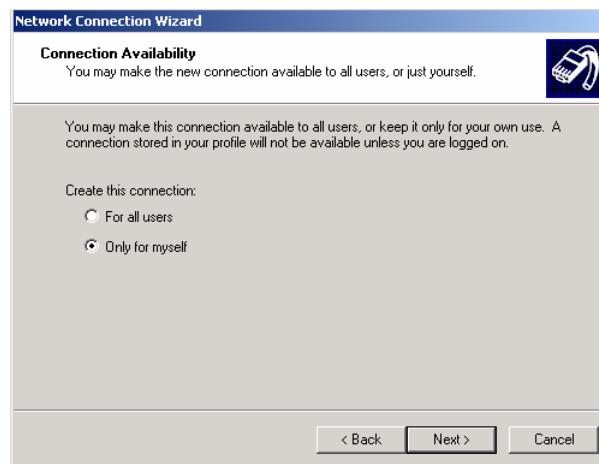 Network Connection Wizard
Connection Availability
You may make the new connection available to all users, or just yourself.
You may make this connection available to all users, or keep it only for your own use.  A
connection stored in your profile will not be available unless you are logged on.
Create this connection:
For all users
Only for myself
< Back
Next >
Cancel